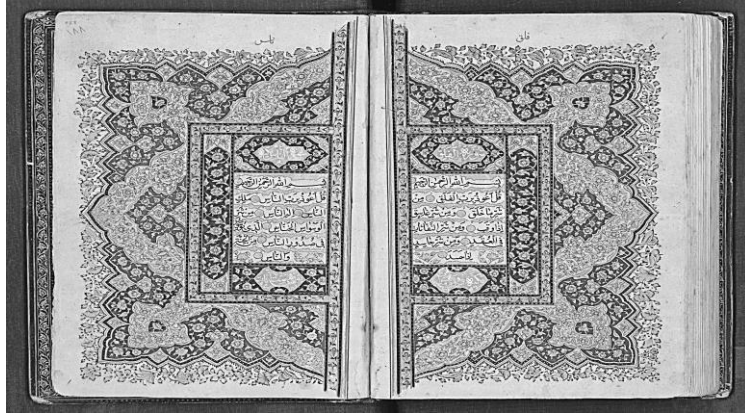 فلق
بسم الله الرحمن الرحيم
قل اعوذ برب الفلق من
شر ما خلق ومن شر غاسق
اذا وقب ومن شر النفاثات
في العقد ومن شر حاسد
اذا حسد
ناس
بسم الله الرحمن الرحيم
قل اعوذ برب الناس ملك
الناس اله الناس من شر
الوسواس الخناس الذي
في صدور الناس من
والناس